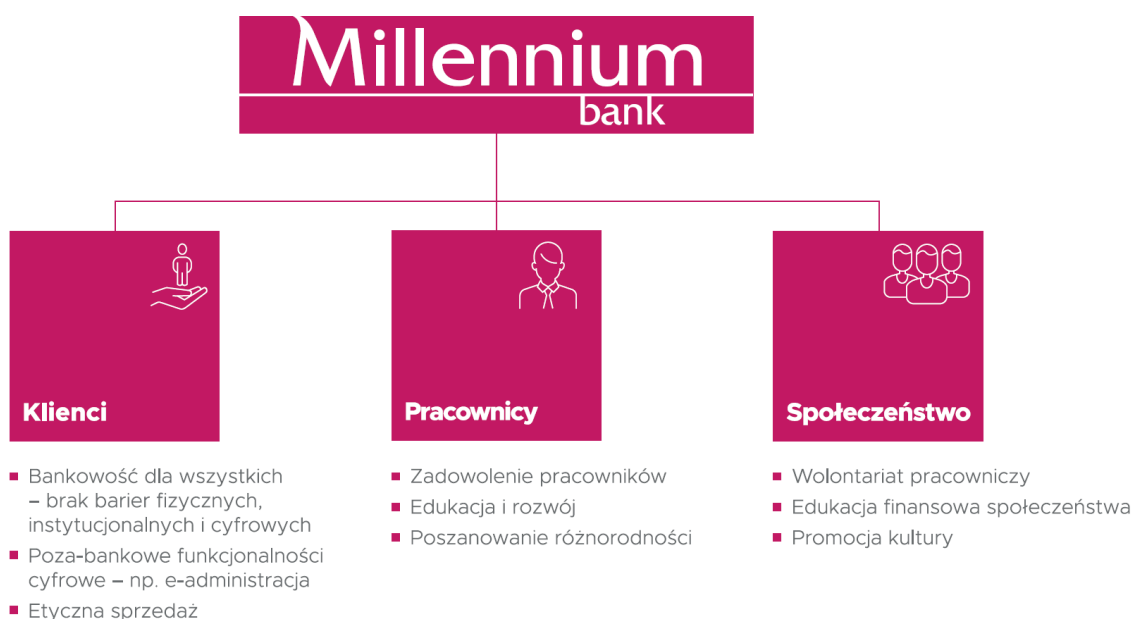 Millennium
bank
Klienci
Bankowość dla wszystkich
– brak barier fizycznych,
instytucjonalnych i cyfrowych
Poza-bankowe funkcjonalności
cyfrowe – np. e-administracja
Etyczna sprzedaż
Pracownicy
Zadowolenie pracowników
Edukacja i rozwój
Poszanowanie różnorodności
Społeczeństwo
Wolontariat pracowniczy
Edukacja finansowa społeczeństwa
Promocja kultury